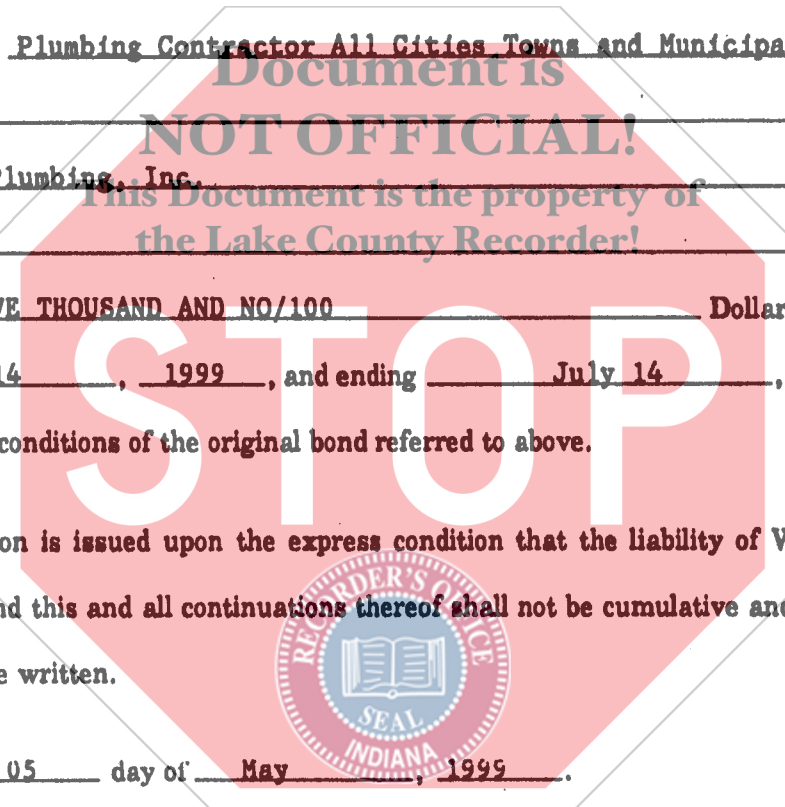 Plumbing Contractor All Cities Towns and Municipa
Document is
NOT OFFICIAL!
Plumbing, Inc.
This Document is the property of
the Lake County Recorder!
VE THOUSAND AND NO/100 Dollar
STOP
14, 1999, and ending July 14,
conditions of the original bond referred to above.
on is issued upon the express condition that the liability of V
nd this and all continuations thereof shall not be cumulative and
e written.
RECORDER'S OFFICE
SEAL
INDIANA
05 day of May, 1999.